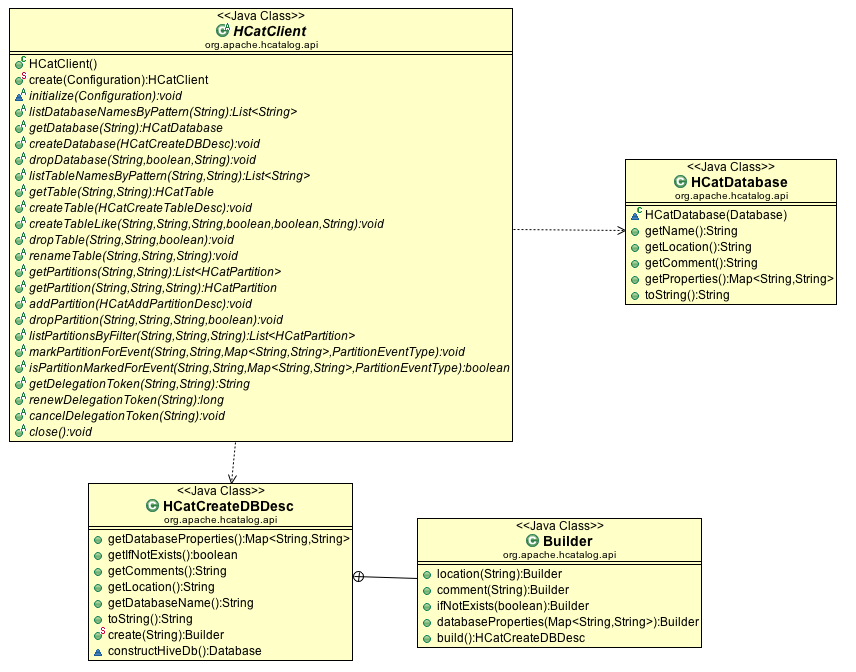 <<Java Class>>
HCatClient
org.apache.hcatalog.api
HCatClient()
create(Configuration):HCatClient
initialize(Configuration):void
listDatabaseNamesByPattern(String):List<String>
getDatabase(String):HCatDatabase
createDatabase(HCatCreateDBDesc):void
dropDatabase(String,boolean,String):void
listTableNamesByPattern(String,String):List<String>
getTable(String,String):HCatTable
createTable(HCatCreateTableDesc):void
createTableLike(String,String,String,boolean,boolean,String):void
dropTable(String,String,boolean):void
renameTable(String,String,String):void
getPartitions(String,String):List<HCatPartition>
getPartition(String,String,String):HCatPartition
addPartition(HCatAddPartitionDesc):void
dropPartition(String,String,String,boolean):void
listPartitionsByFilter(String,String,String):List<HCatPartition>
markPartitionForEvent(String,String,Map<String,String>,PartitionEventType):void
isPartitionMarkedForEvent(String,String,Map<String,String>,PartitionEventType):boolean
getDelegationToken(String,String):String
renewDelegationToken(String):long
cancelDelegationToken(String):void
close():void
<<Java Class>>
HCatDatabase
org.apache.hcatalog.api
HCatDatabase(Database)
getName():String
getLocation():String
getComment():String
getProperties():Map<String,String>
toString():String
<<Java Class>>
HCatCreateDBDesc
org.apache.hcatalog.api
getDatabaseProperties():Map<String,String>
getIfNotExists():boolean
getComments():String
getLocation():String
getDatabaseName():String
toString():String
create(String):Builder
constructHiveDb():Database
<<Java Class>>
Builder
org.apache.hcatalog.api
location(String):Builder
comment(String):Builder
ifNotExists(boolean):Builder
databaseProperties(Map<String,String>):Builder
build():HCatCreateDBDesc